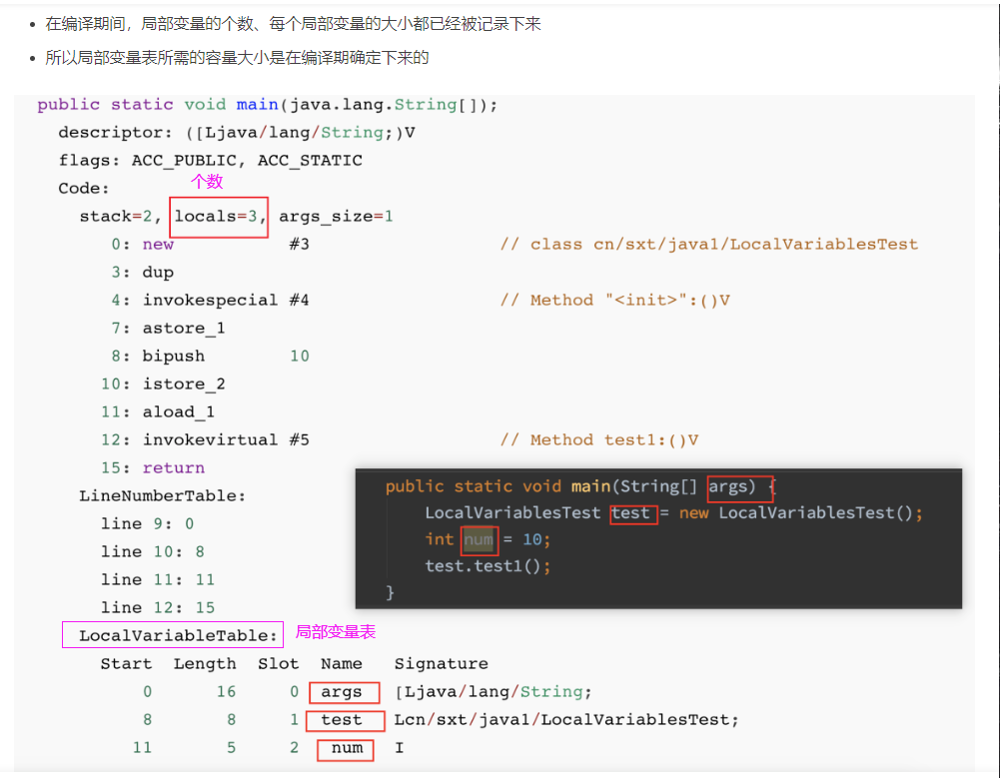 在编译期间，局部变量的个数、每个局部变量的大小都已经被记录下来
所以局部变量表所需的容量大小是在编译期确定下来的
public static void main(java.lang.String[]);
descriptor: ([Ljava/lang/String;)V
flags: ACC_PUBLIC, ACC_STATIC
Code:
个数
stack=2, locals=3, args_size=1
0: new #3 // class cn/sxt/java1/LocalVariablesTest
3: dup
4: invokespecial #4 // Method "<init>":()V
7: astore_1
8: bipush 10
10: istore_2
11: aload_1
12: invokevirtual #5 // Method test1:()V
15: return
LineNumberTable:
line 9: 0
line 10: 8
line 11: 11
line 12: 15
public static void main(String[] args) {
LocalVariablesTest test = new LocalVariablesTest();
int num = 10;
test.test1();
}
LocalVariableTable: 局部变量表
Start Length Slot Name Signature
0 16 0 args [Ljava/lang/String;
8 8 1 test Lcn/sxt/java1/LocalVariablesTest;
11 5 2 num I